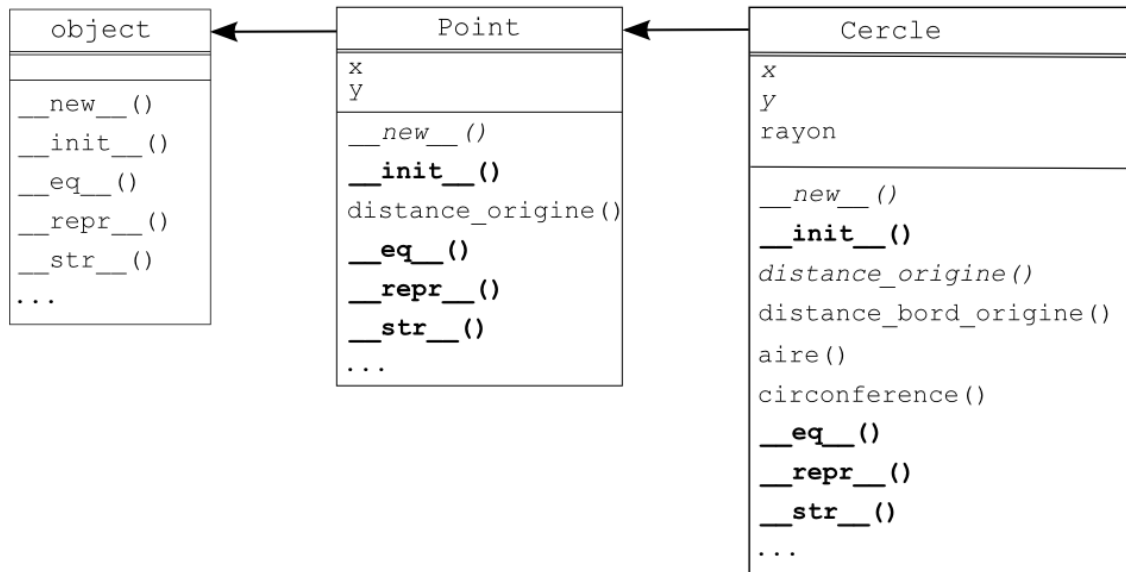 object
__new__()
__init__()
__eq__()
__repr__()
__str__()
...
Point
x
y
__new__()
__init__()
distance_origine()
__eq__()
__repr__()
__str__()
...
Cercle
x
y
rayon
__new__()
__init__()
distance_origine()
distance_bord_origine()
aire()
circonference()
__eq__()
__repr__()
__str__()
...